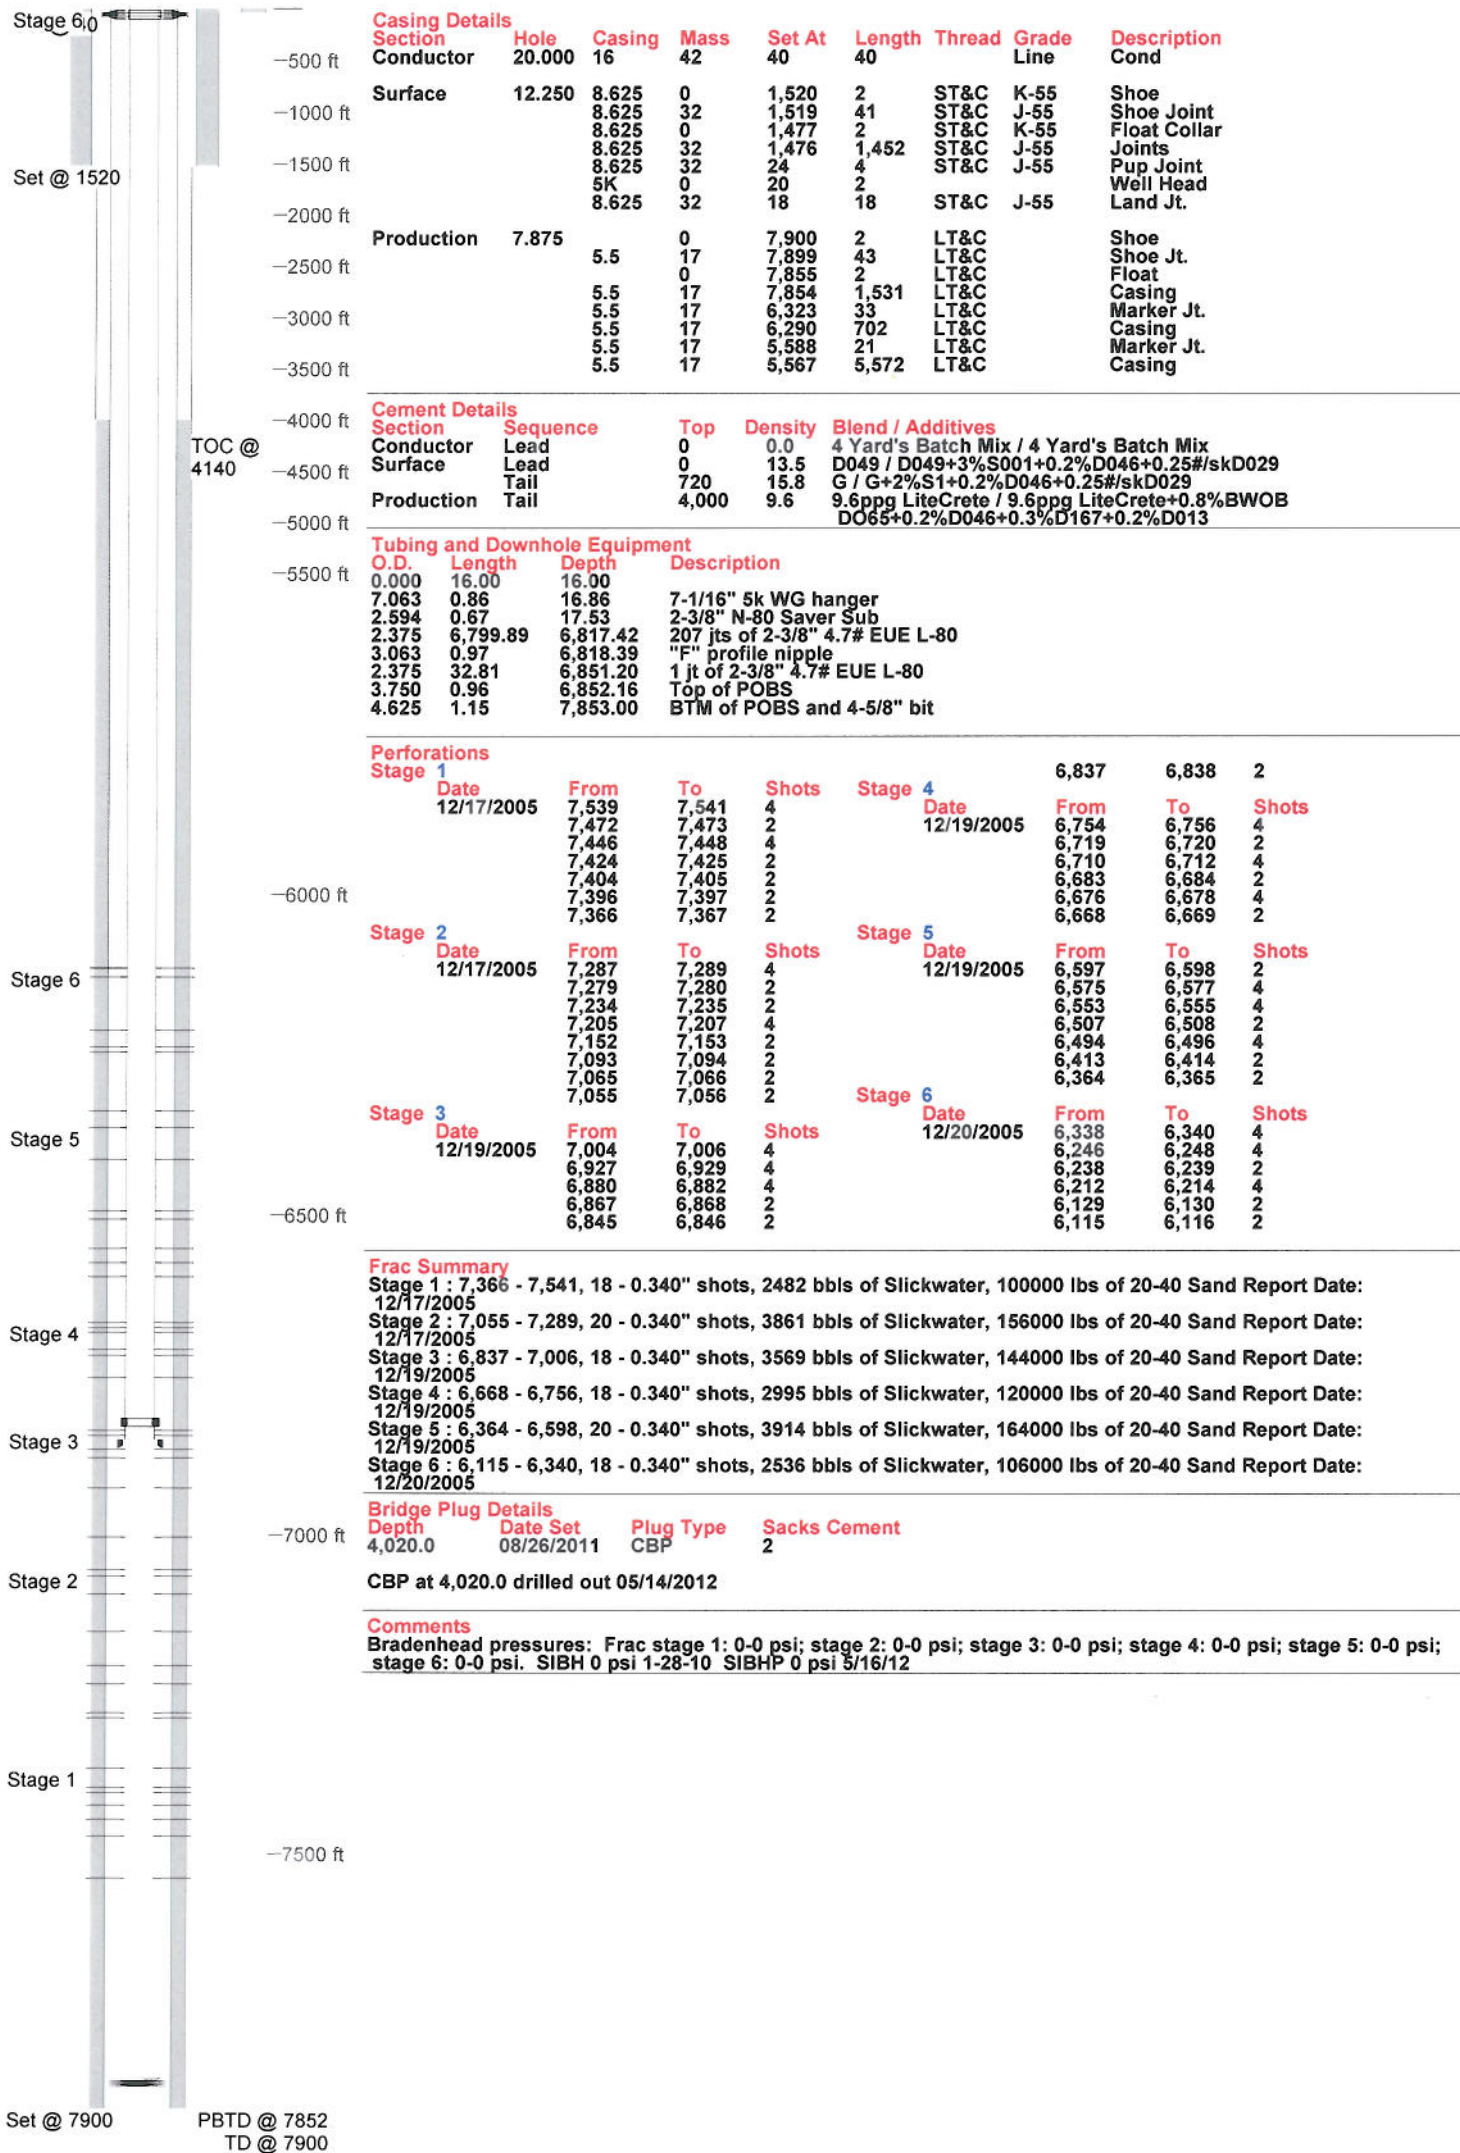 Stage 6
Set @ 1520
TOC @
4140
Stage 6
Stage 5
Stage 4
Stage 3
Stage 2
Stage 1
Set @ 7900
PBTD @ 7852
TD @ 7900
500 ft
1000 ft
1500 ft
2000 ft
2500 ft
3000 ft
3500 ft
4000 ft
4500 ft
5000 ft
5500 ft
6000 ft
6500 ft
7000 ft
7500 ft
Casing Details
Section Hole Casing Mass Set At Length Thread Grade Description
Conductor 20.000 16 42 40 40 Line Cond
Surface 12.250 8.625 0 1,520 2 ST&C K-55 Shoe
8.625 32 1,519 41 ST&C J-55 Shoe Joint
8.625 0 1,477 2 ST&C K-55 Float Collar
8.625 32 1,476 1,452 ST&C J-55 Joints
8.625 32 24 4 ST&C J-55 Pup Joint
5K 0 20 2 Well Head
8.625 32 18 18 ST&C J-55 Land Jt.
Production 7.875 0 7,900 2 LT&C Shoe
5.5 17 7,899 43 LT&C Shoe Jt.
0 7,855 2 LT&C Float
5.5 17 7,854 1,531 LT&C Casing
5.5 17 6,323 33 LT&C Marker Jt.
5.5 17 6,290 702 LT&C Casing
5.5 17 5,588 21 LT&C Marker Jt.
5.5 17 5,567 5,572 LT&C Casing
Cement Details
Section Sequence Top Density Blend / Additives
Conductor Lead 0 0.0 4 Yard's Batch Mix / 4 Yard's Batch Mix
Surface Lead 0 13.5 D049 / D049+3%S001+0.2%D046+0.25#/skD029
Tail 720 15.8 G / G+2%S1+0.2%D046+0.25#/skD029
Production Tail 4,000 9.6 9.6ppg LiteCrete / 9.6ppg LiteCrete+0.8%BWOB
DO65+0.2%D046+0.3%D167+0.2%D013
Tubing and Downhole Equipment
O.D. Length Depth Description
0.000 16.00 16.00
7.063 0.86 16.86 7-1/16" 5k WG hanger
2.594 0.67 17.53 2-3/8" N-80 Saver Sub
2.375 6,799.89 6,817.42 207 jts of 2-3/8" 4.7# EUE L-80
3.063 0.97 6,818.39 "F" profile nipple
2.375 32.81 6,851.20 1 jt of 2-3/8" 4.7# EUE L-80
3.750 0.96 6,852.16 Top of POBS
4.625 1.15 7,853.00 BTM of POBS and 4-5/8" bit
Perforations
Stage 1
Date From To Shots
12/17/2005 7,539 7,541 4
7,472 7,473 2
7,446 7,448 4
7,424 7,425 2
7,404 7,405 2
7,396 7,397 2
7,366 7,367 2
Stage 2
Date From To Shots
12/17/2005 7,287 7,289 4
7,279 7,280 2
7,234 7,235 2
7,205 7,207 4
7,152 7,153 2
7,093 7,094 2
7,065 7,066 2
7,055 7,056 2
Stage 3
Date From To Shots
12/19/2005 7,004 7,006 4
6,927 6,929 4
6,880 6,882 4
6,867 6,868 2
6,845 6,846 2
6,837 6,838 2
Stage 4
Date From To Shots
12/19/2005 6,754 6,756 4
6,719 6,720 2
6,710 6,712 4
6,683 6,684 2
6,676 6,678 4
6,668 6,669 2
Stage 5
Date From To Shots
12/19/2005 6,597 6,598 2
6,575 6,577 4
6,553 6,555 4
6,507 6,508 2
6,494 6,496 4
6,413 6,414 2
6,364 6,365 2
Stage 6
Date From To Shots
12/20/2005 6,338 6,340 4
6,246 6,248 4
6,238 6,239 2
6,212 6,214 4
6,129 6,130 2
6,115 6,116 2
Frac Summary
Stage 1 : 7,366 - 7,541, 18 - 0.340" shots, 2482 bbls of Slickwater, 100000 lbs of 20-40 Sand Report Date:
12/17/2005
Stage 2 : 7,055 - 7,289, 20 - 0.340" shots, 3861 bbls of Slickwater, 156000 lbs of 20-40 Sand Report Date:
12/17/2005
Stage 3 : 6,837 - 7,006, 18 - 0.340" shots, 3569 bbls of Slickwater, 144000 lbs of 20-40 Sand Report Date:
12/19/2005
Stage 4 : 6,668 - 6,756, 18 - 0.340" shots, 2995 bbls of Slickwater, 120000 lbs of 20-40 Sand Report Date:
12/19/2005
Stage 5 : 6,364 - 6,598, 20 - 0.340" shots, 3914 bbls of Slickwater, 164000 lbs of 20-40 Sand Report Date:
12/19/2005
Stage 6 : 6,115 - 6,340, 18 - 0.340" shots, 2536 bbls of Slickwater, 106000 lbs of 20-40 Sand Report Date:
12/20/2005
Bridge Plug Details
Depth Date Set Plug Type Sacks Cement
4,020.0 08/26/2011 CBP 2
CBP at 4,020.0 drilled out 05/14/2012
Comments
Bradenhead pressures: Frac stage 1: 0-0 psi; stage 2: 0-0 psi; stage 3: 0-0 psi; stage 4: 0-0 psi; stage 5: 0-0 psi;
stage 6: 0-0 psi. SIBH 0 psi 1-28-10 SIBHP 0 psi 5/16/12